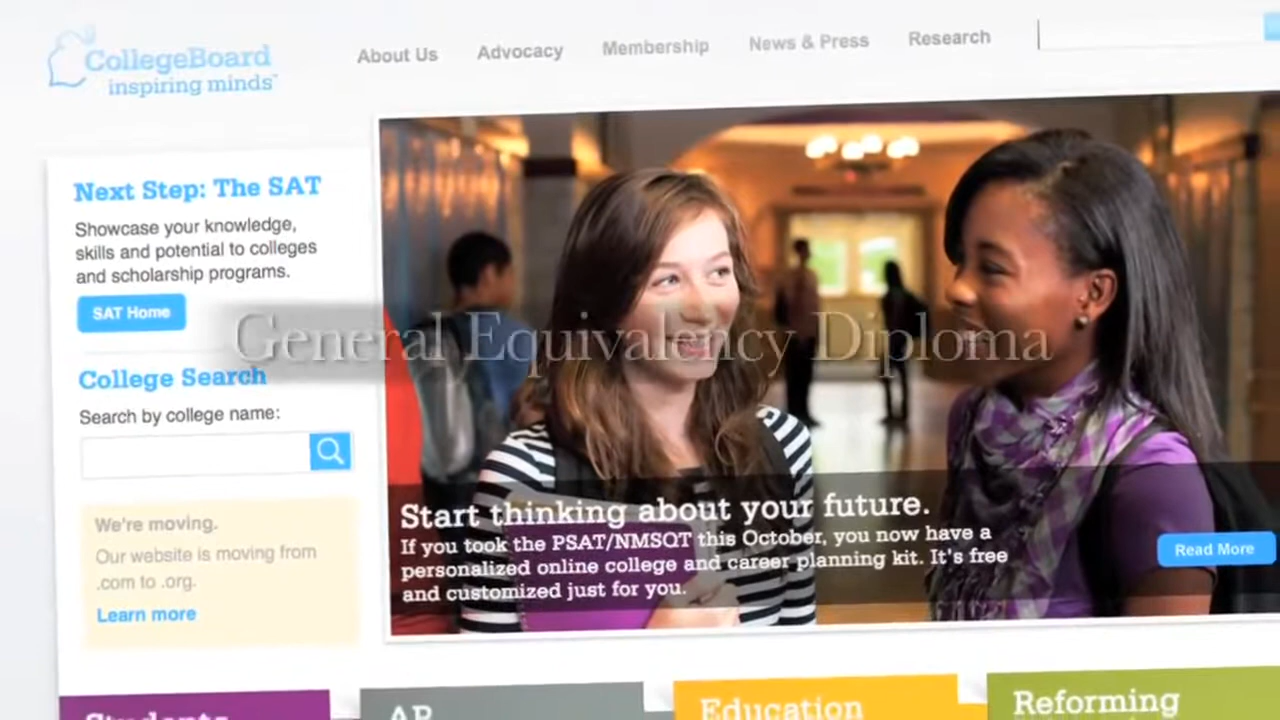 CollegeBoard
inspiring minds™
About Us
Advocacy
Membership
News & Press
Research
Next Step: The SAT
Showcase your knowledge,
skills and potential to colleges
and scholarship programs.
SAT Home
General Equivalency Diploma
College Search
Search by college name:
We're moving.
Our website is moving from
.com to .org.
Learn more
Start thinking about your future.
If you took the PSAT/NMSQT this October, you now have a
personalized online college and career planning kit. It's free
and customized just for you.
Read More
Students
AP
Education
Reforming